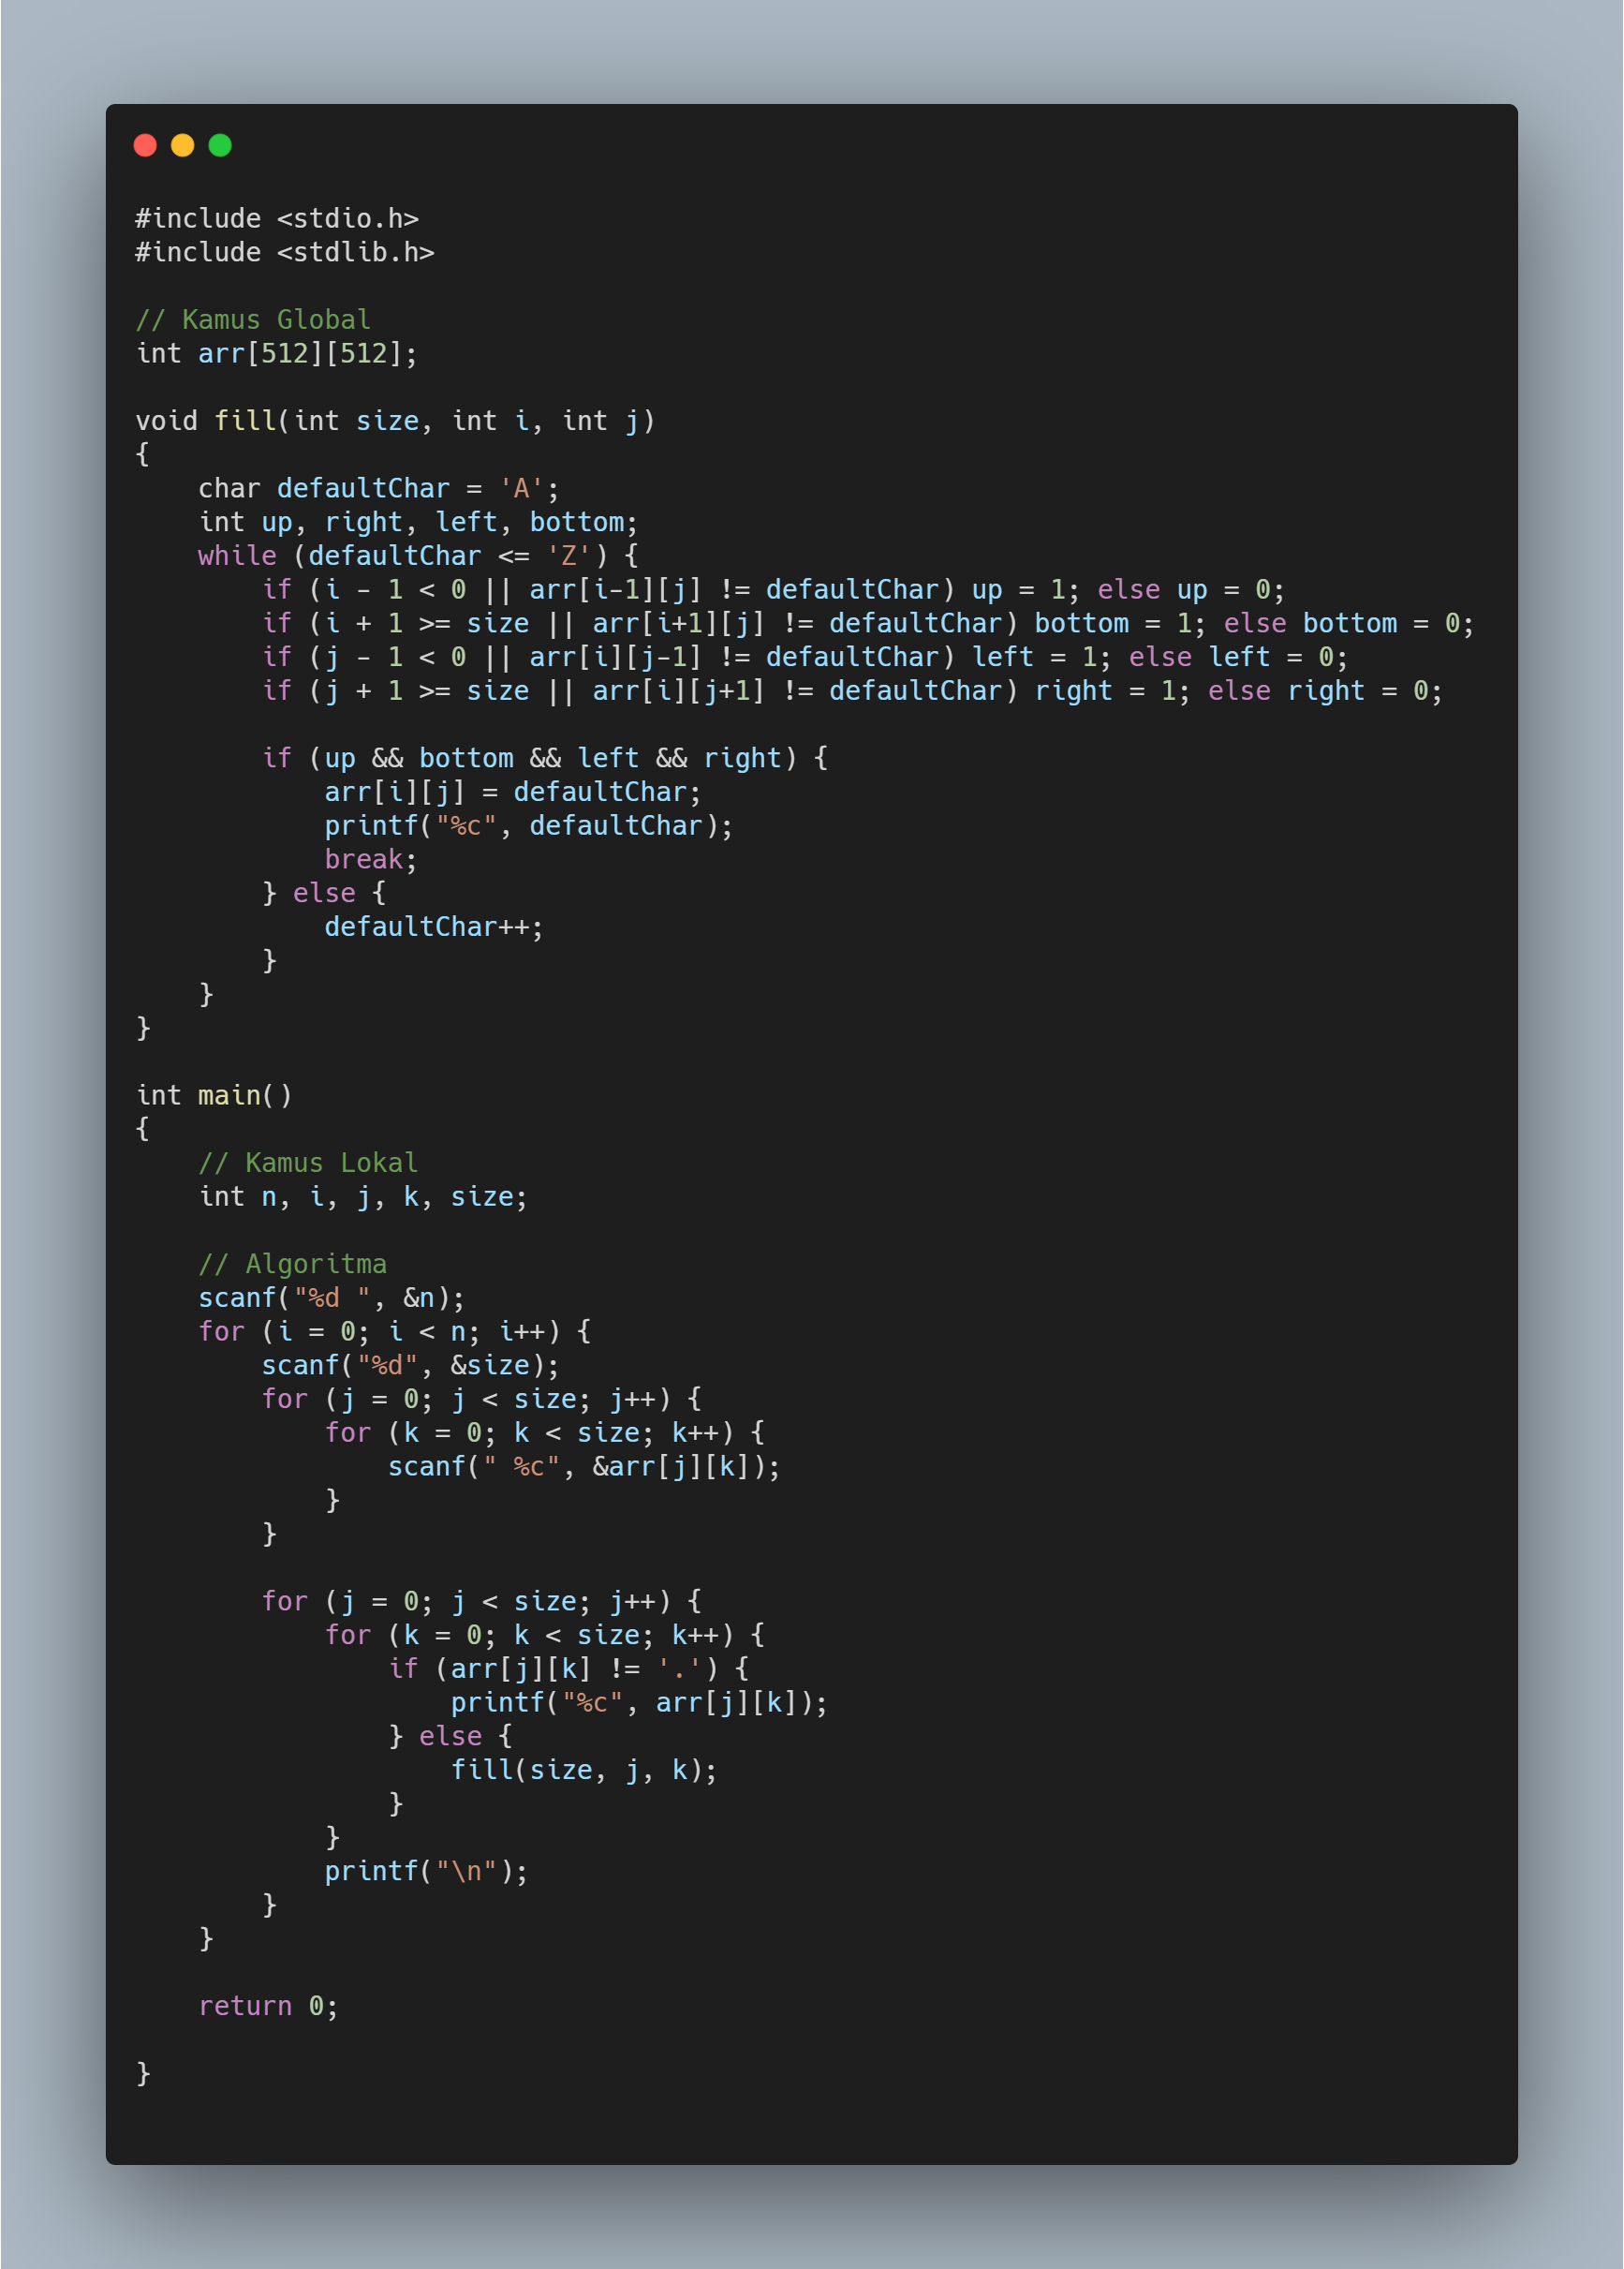 #include <stdio.h>
#include <stdlib.h>

// Kamus Global
int arr[512][512];

void fill(int size, int i, int j)
{
    char defaultChar = 'A';
    int up, right, left, bottom;
    while (defaultChar <= 'Z') {
        if (i - 1 < 0 || arr[i-1][j] != defaultChar) up = 1; else up = 0;
        if (i + 1 >= size || arr[i+1][j] != defaultChar) bottom = 1; else bottom = 0;
        if (j - 1 < 0 || arr[i][j-1] != defaultChar) left = 1; else left = 0;
        if (j + 1 >= size || arr[i][j+1] != defaultChar) right = 1; else right = 0;

        if (up && bottom && left && right) {
            arr[i][j] = defaultChar;
            printf("%c", defaultChar);
            break;
        } else {
            defaultChar++;
        }
    }
}

int main()
{
    // Kamus Lokal
    int n, i, j, k, size;

    // Algoritma
    scanf("%d ", &n);
    for (i = 0; i < n; i++) {
        scanf("%d", &size);
        for (j = 0; j < size; j++) {
            for (k = 0; k < size; k++) {
                scanf(" %c", &arr[j][k]);
            }
        }

        for (j = 0; j < size; j++) {
            for (k = 0; k < size; k++) {
                if (arr[j][k] != '.') {
                    printf("%c", arr[j][k]);
                } else {
                    fill(size, j, k);
                }
            }
            printf("\n");
        }
    }

    return 0;

}